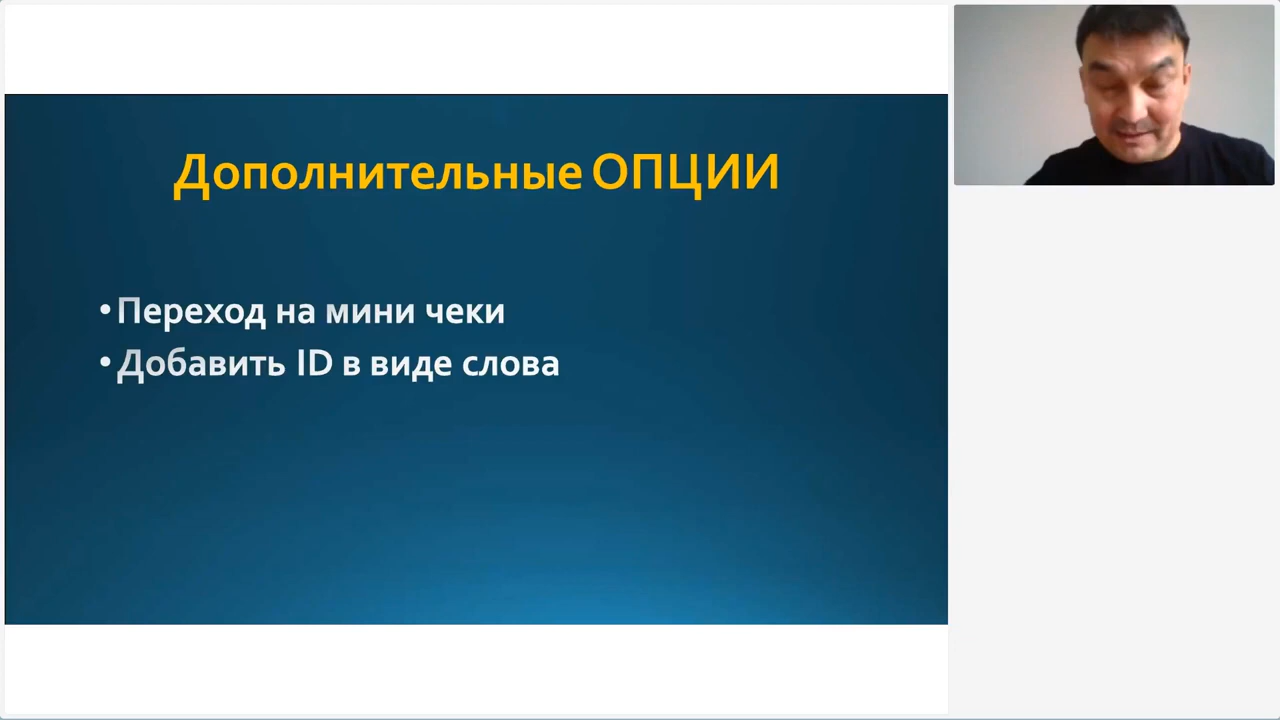 Дополнительные ОПЦИИ
• Переход на мини чеки
• Добавить ID в виде слова